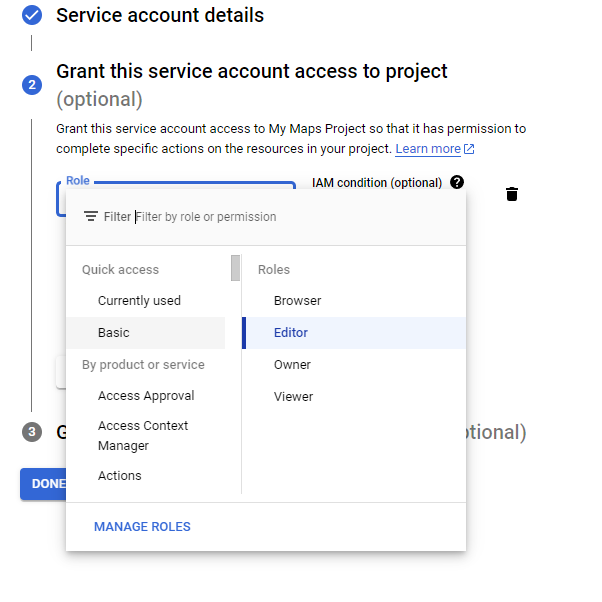 Service account details
2
Grant this service account access to project
(optional)
Grant this service account access to My Maps Project so that it has permission to
complete specific actions on the resources in your project. Learn more
Role
IAM condition (optional) ?
Filter Filter by role or permission
Quick access
Currently used
Basic
By product or service
Access Approval
Access Context
Manager
Actions
Roles
Browser
Editor
Owner
Viewer
MANAGE ROLES
3
G
tional)
DONE